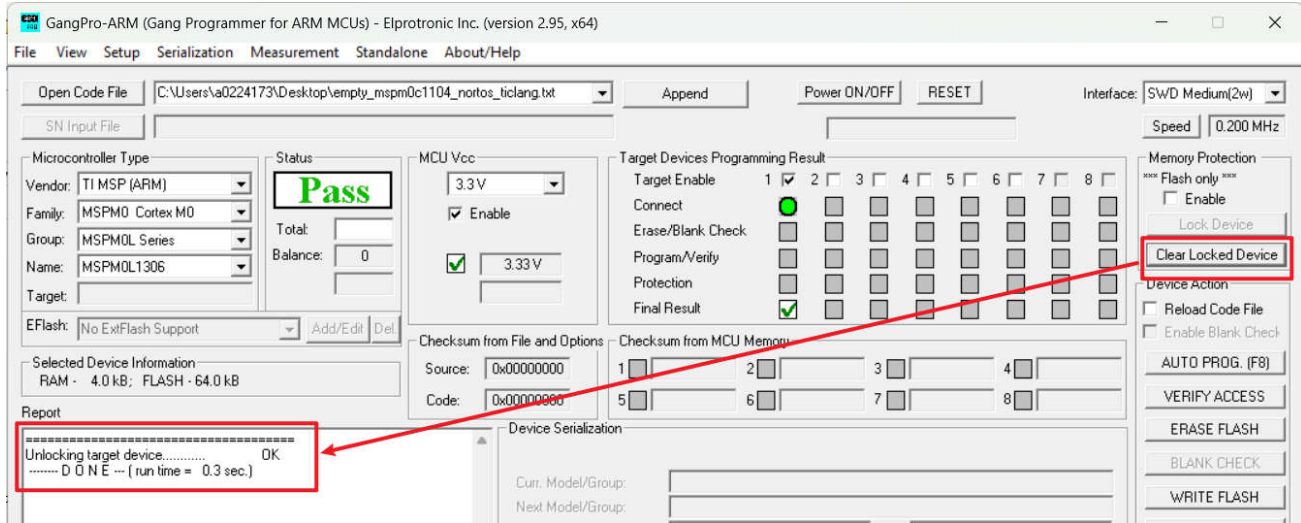 GangPro-ARM (Gang Programmer for ARM MCUs) - Elprotronic Inc. (version 2.95, x64)
File View Setup Serialization Measurement Standalone About/Help
Open Code File C:\Users\a0224173\Desktop\empty_mspm0c1104_nortos_ticlang.txt Append Power ON/OFF RESET Interface: SWD Medium(2w)
SN Input File Speed 0.200 MHz
Microcontroller Type Status MCU Vcc Target Devices Programming Result Memory Protection
Vendor: TI MSP (ARM) Pass 3.3 V Target Enable 1 2 3 4 5 6 7 8 *** Flash only ***
Family: MSPM0 Cortex M0 Enable Connect Enable
Group: MSPM0L Series Total: Erase/Blank Check Lock Device
Name: MSPM0L1306 Balance: 0 3.33 V Program/Verify Clear Locked Device
Target: Protection Device Action
Final Result Reload Code File
EFlash: No ExtFlash Support Add/Edit Del. Enable Blank Check
Checksum from File and Options Checksum from MCU Memory
Selected Device Information Source: 0x00000000 1 2 3 4 AUTO PROG. (F8)
RAM - 4.0 kB; FLASH - 64.0 kB
Code: 0x00000000 5 6 7 8 VERIFY ACCESS
Report
Device Serialization ERASE FLASH
=====================================
Unlocking target device............ OK
-------- D O N E --- ( run time = 0.3 sec.)
BLANK CHECK
Curr. Model/Group:
WRITE FLASH
Next Model/Group: